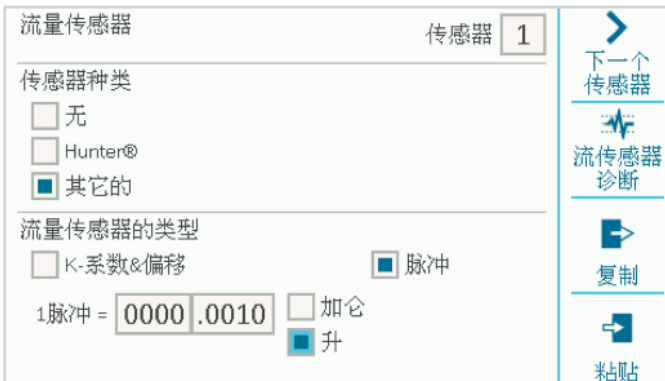 流量传感器
传感器 1
传感器种类
无
Hunter®
其它的
流量传感器的类型
K-系数&偏移
脉冲
1脉冲 = 0000 .0010
加仑
升
下一个
传感器
流传感器
诊断
复制
粘贴